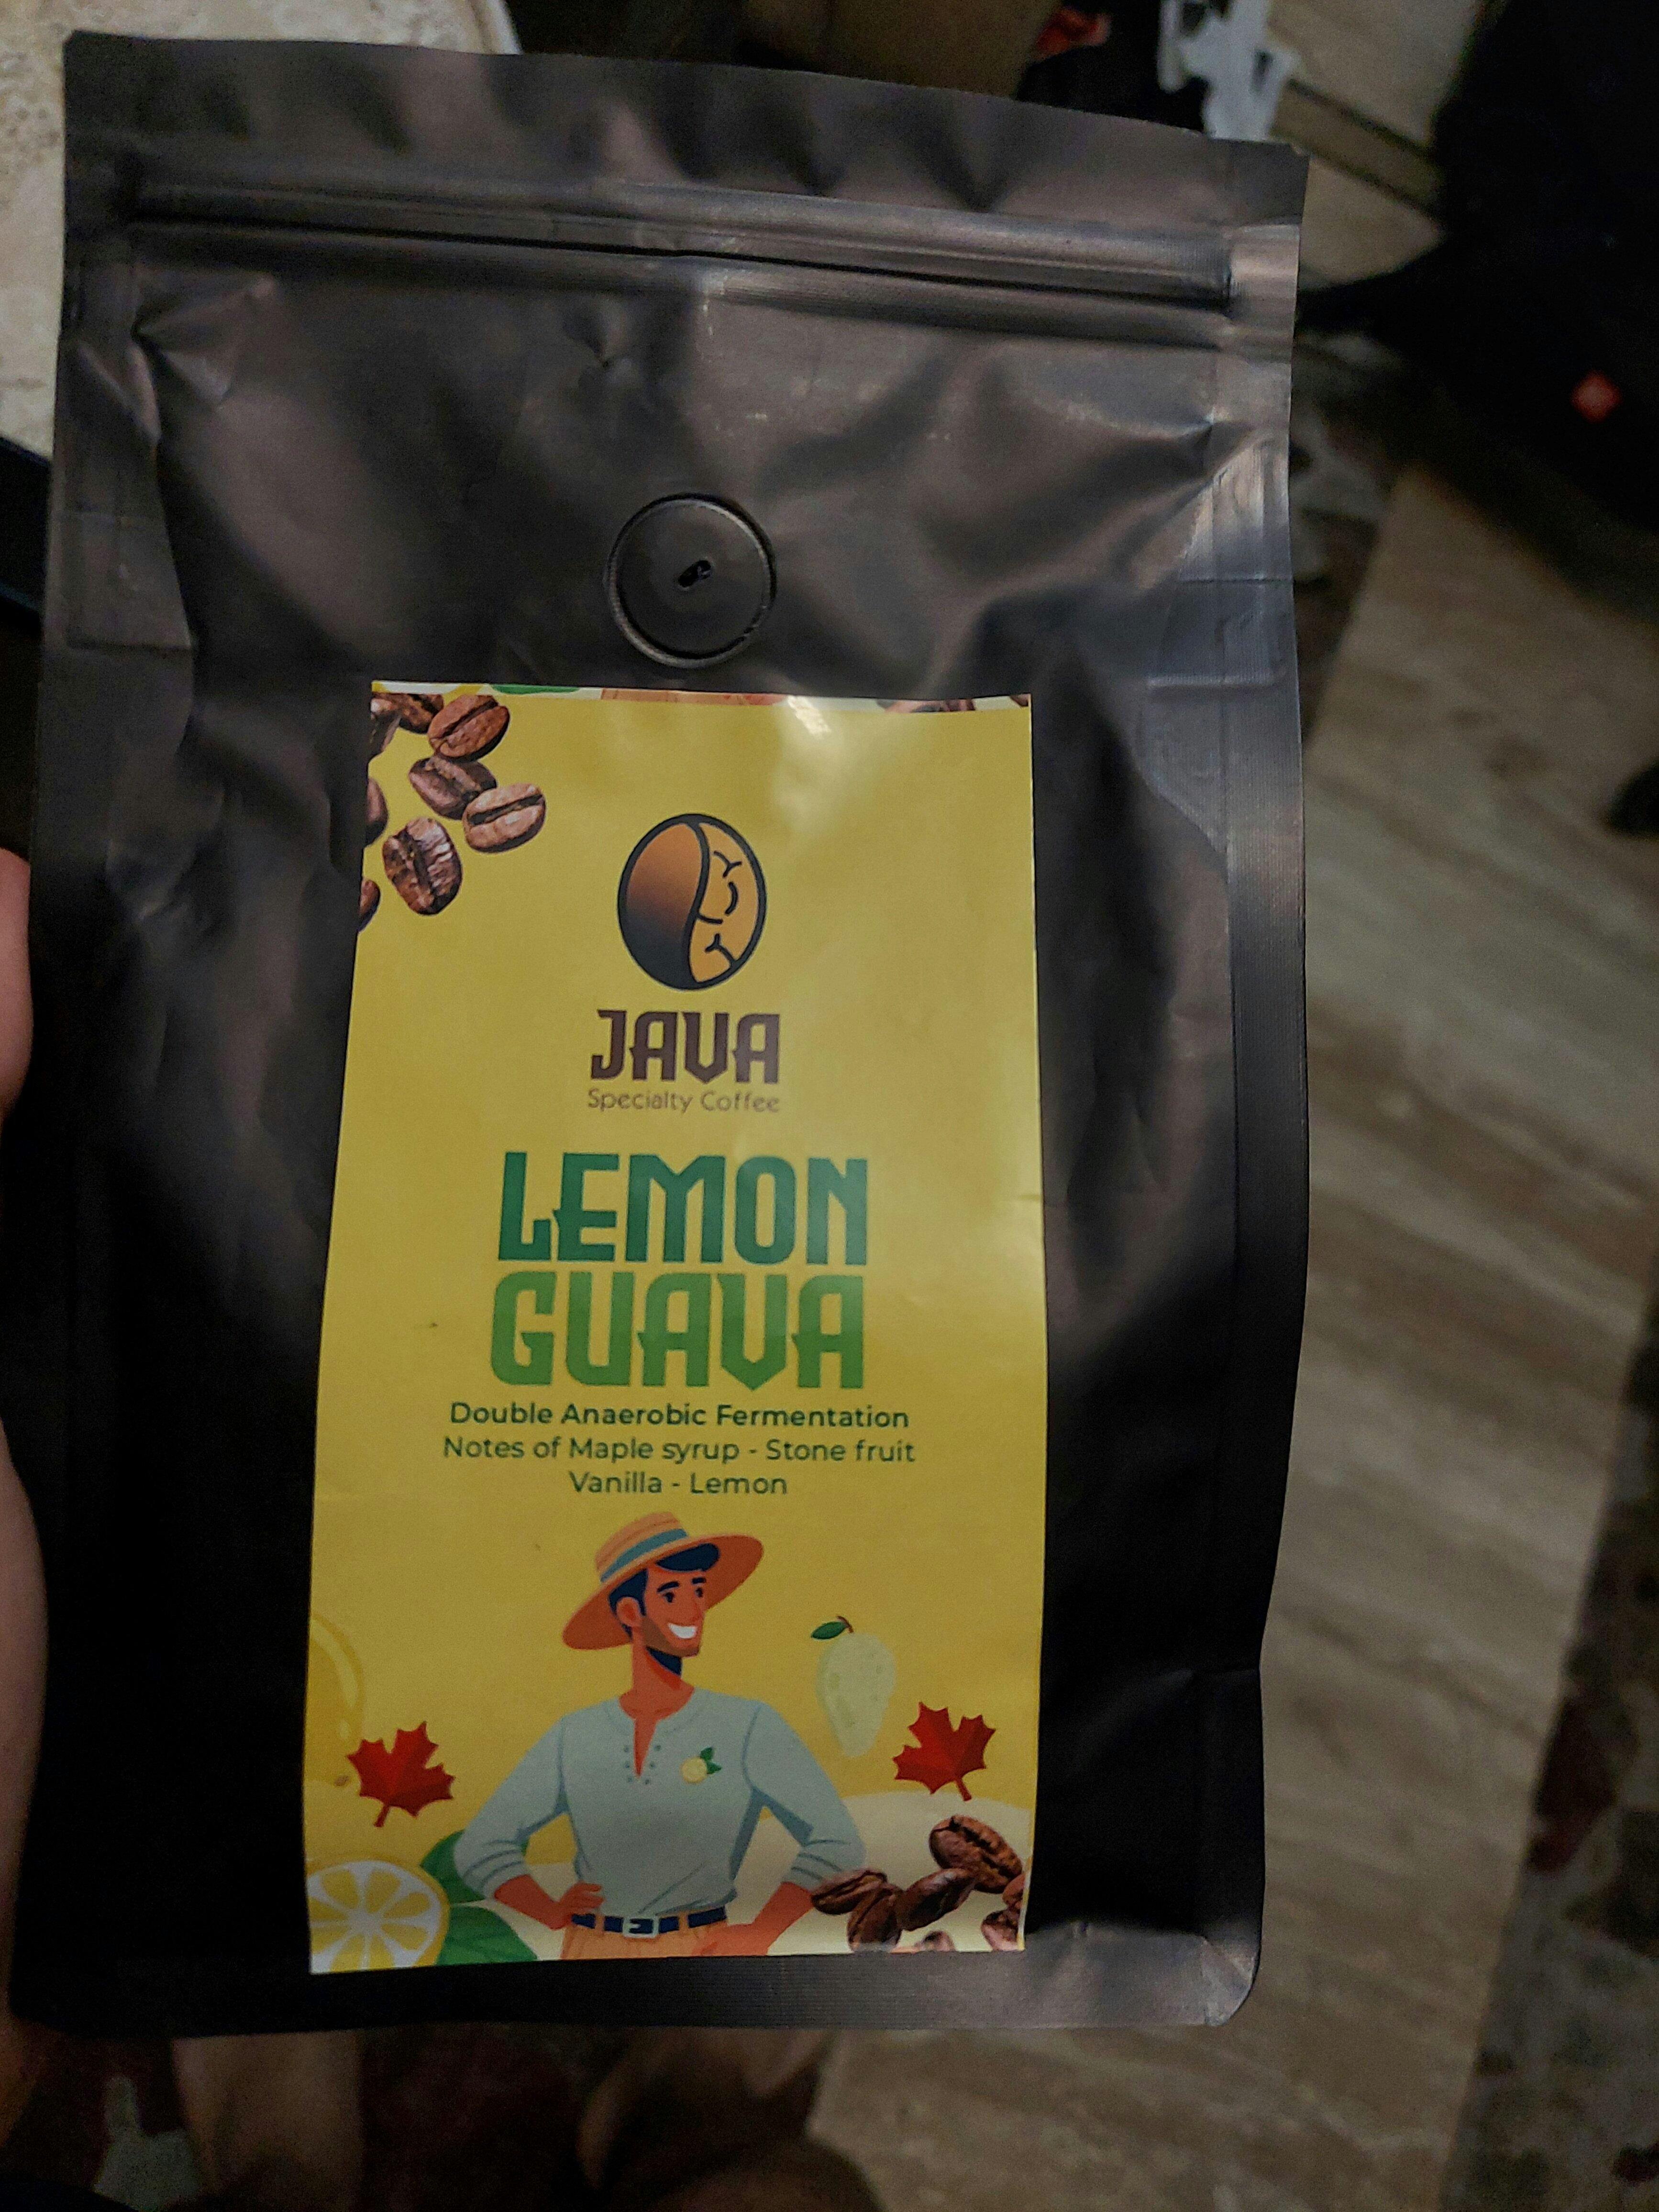 JAVA
Specialty Coffee
LEMON
GUAVA
Double Anaerobic Fermentation
Notes of Maple syrup - Stone fruit
Vanilla - Lemon